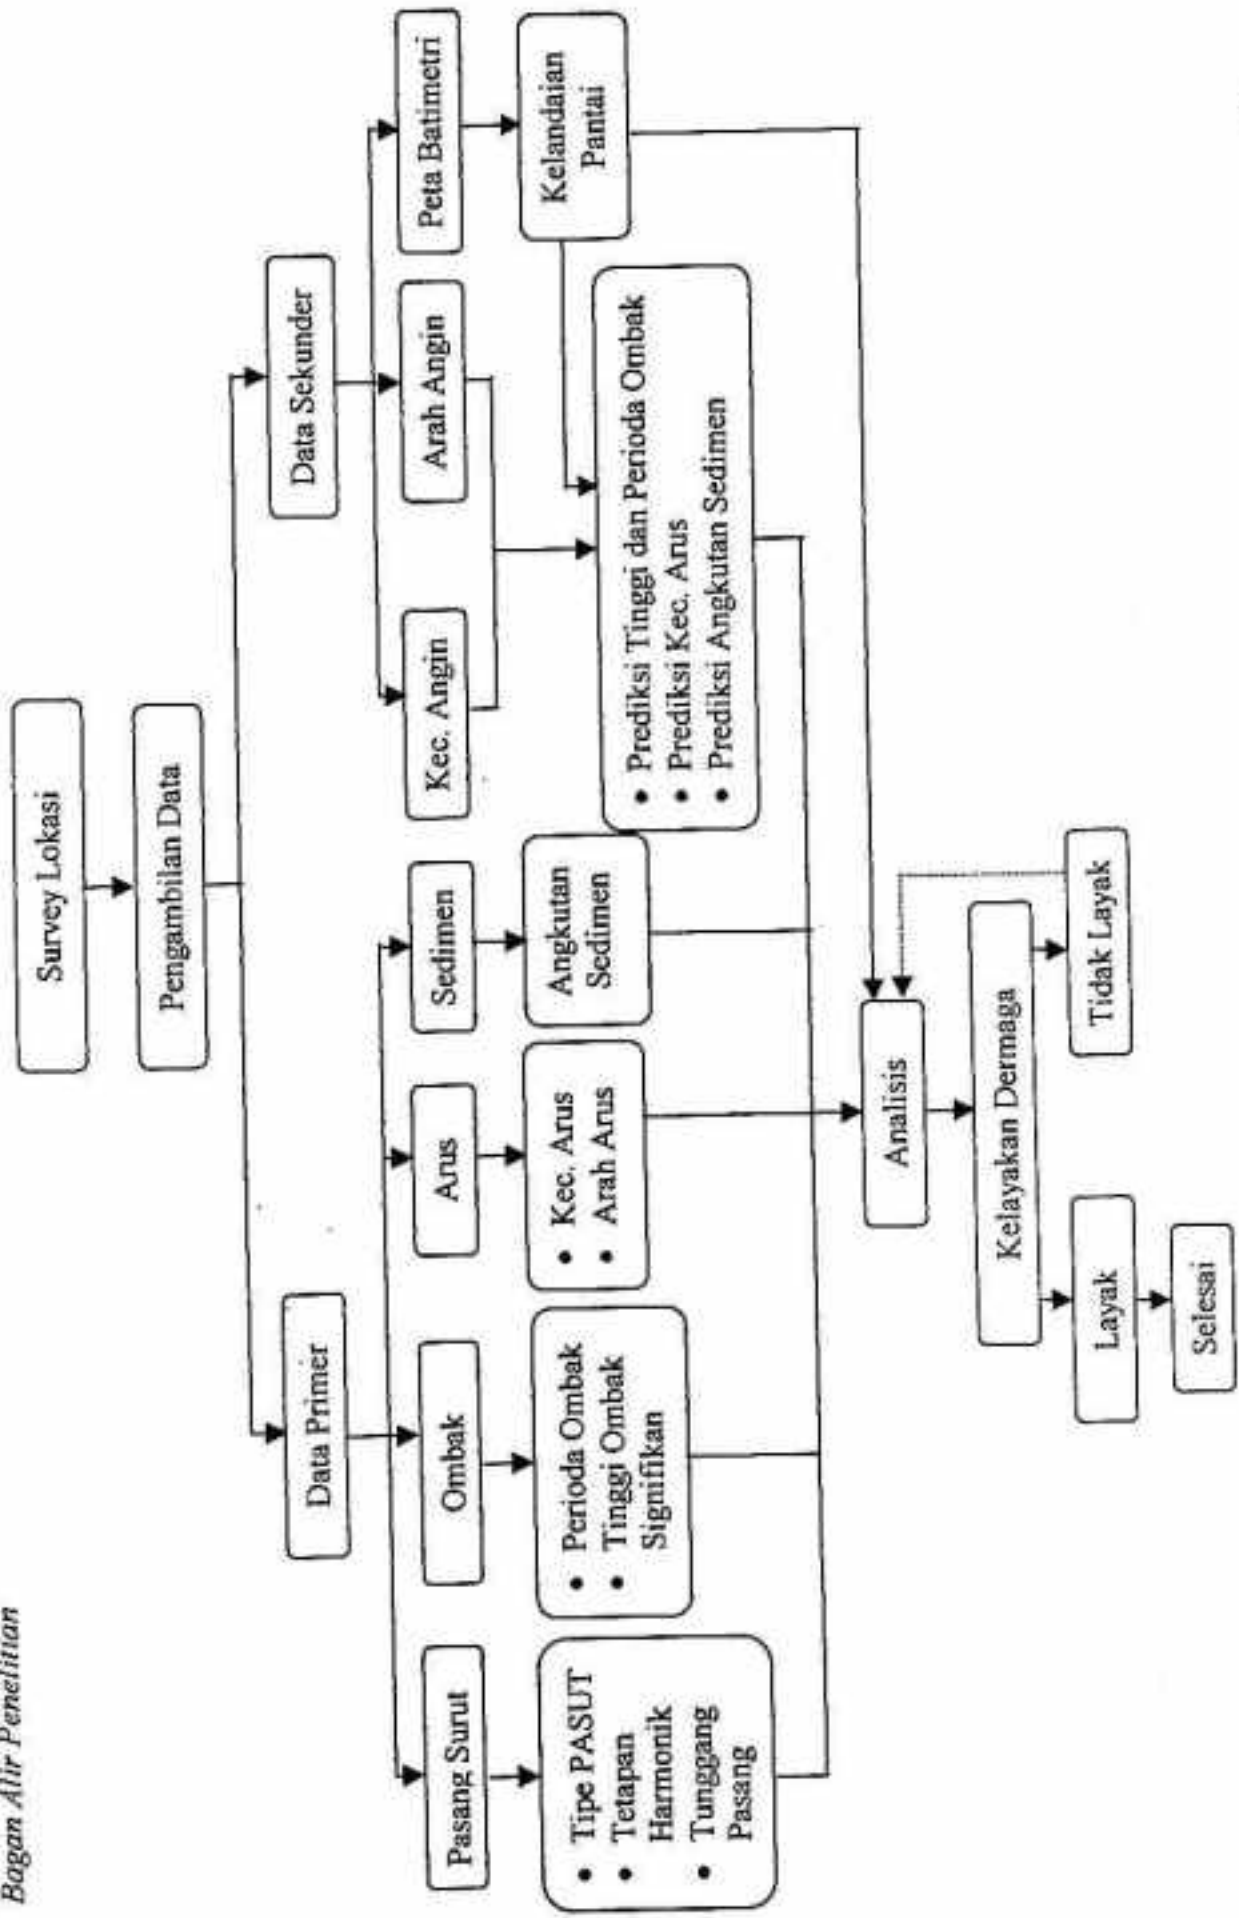 Bagan Alir Penelitian
Survey Lokasi
Pengambilan Data
Data Primer
Data Sekunder
Pasang Surut
Ombak
Arus
Sedimen
Kec. Angin
Arah Angin
Peta Batimetri
• Tipe PASUT
• Tetapan
Harmonik
• Tunggang
Pasang
• Perioda Ombak
• Tinggi Ombak
Signifikan
• Kec. Arus
• Arah Arus
Angkutan
Sedimen
• Prediksi Tinggi dan Perioda Ombak
• Prediksi Kec. Arus
• Prediksi Angkutan Sedimen
Kelandaian
Pantai
Analisis
Kelayakan Dermaga
Layak
Tidak Layak
Selesai